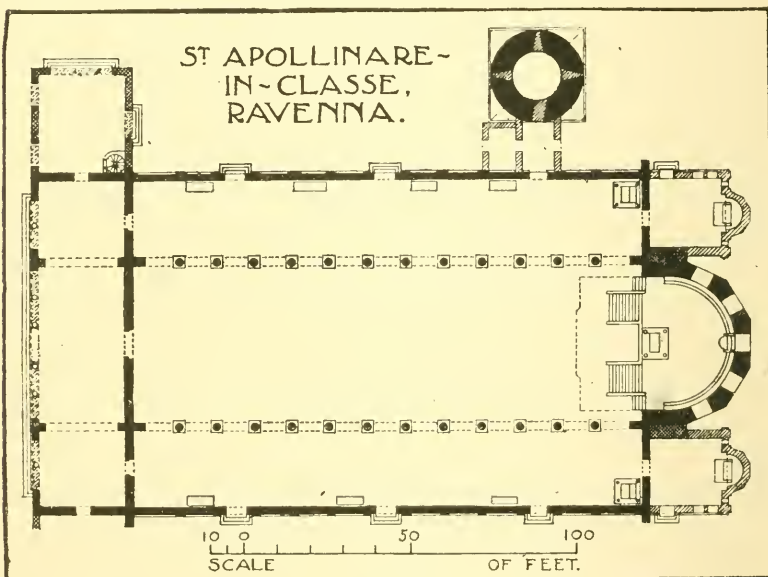 ST APOLLINARE-
IN-CLASSE,
RAVENNA.
10 0 50 100
SCALE OF FEET.